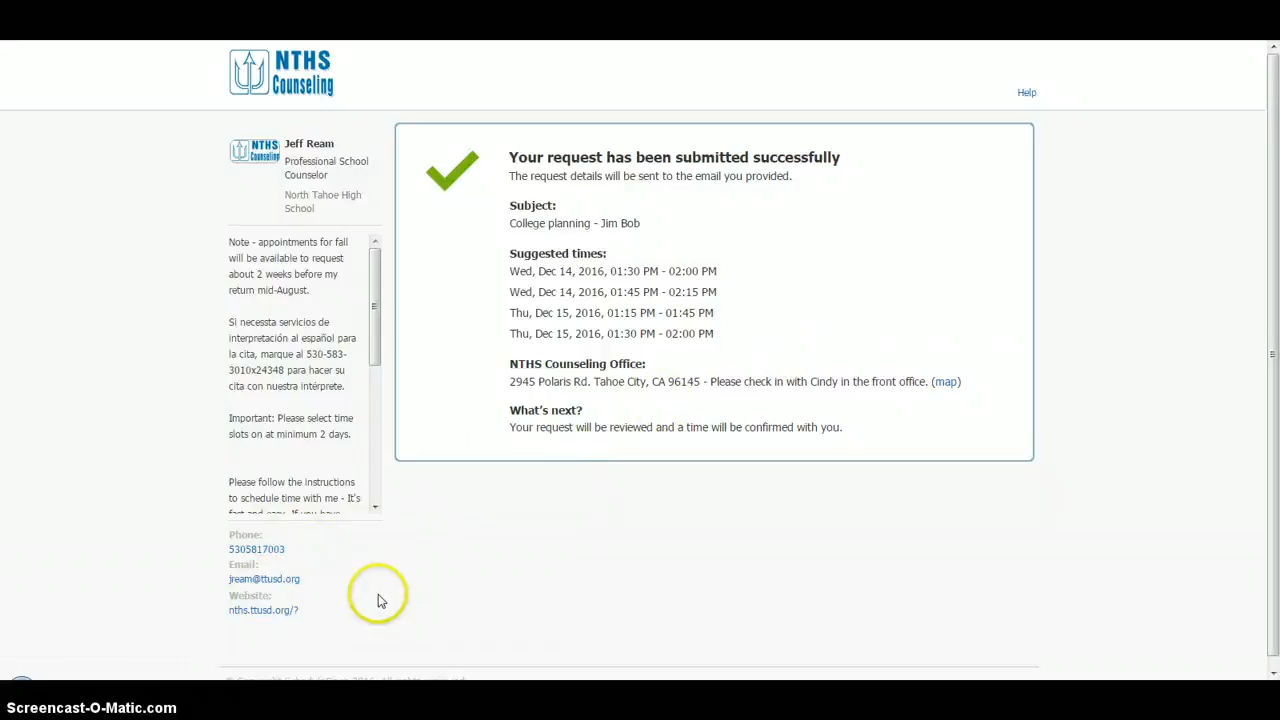 NTHS
Counseling
Help
NTHS
Counseling
Jeff Ream
Professional School
Counselor
North Tahoe High
School
Note - appointments for fall
will be available to request
about 2 weeks before my
return mid-August.
Si necessta servicios de
interpretación al español para
la cita, marque al 530-583-
3010x24348 para hacer su
cita con nuestra intérprete.
Important: Please select time
slots on at minimum 2 days.
Please follow the instructions
to schedule time with me - It's
fast and easy. If you have
Phone:
5305817003
Email:
jream@ttusd.org
Website:
nths.ttusd.org/?
Your request has been submitted successfully
The request details will be sent to the email you provided.
Subject:
College planning - Jim Bob
Suggested times:
Wed, Dec 14, 2016, 01:30 PM - 02:00 PM
Wed, Dec 14, 2016, 01:45 PM - 02:15 PM
Thu, Dec 15, 2016, 01:15 PM - 01:45 PM
Thu, Dec 15, 2016, 01:30 PM - 02:00 PM
NTHS Counseling Office:
2945 Polaris Rd. Tahoe City, CA 96145 - Please check in with Cindy in the front office. (map)
What's next?
Your request will be reviewed and a time will be confirmed with you.
Screencast-O-Matic.com